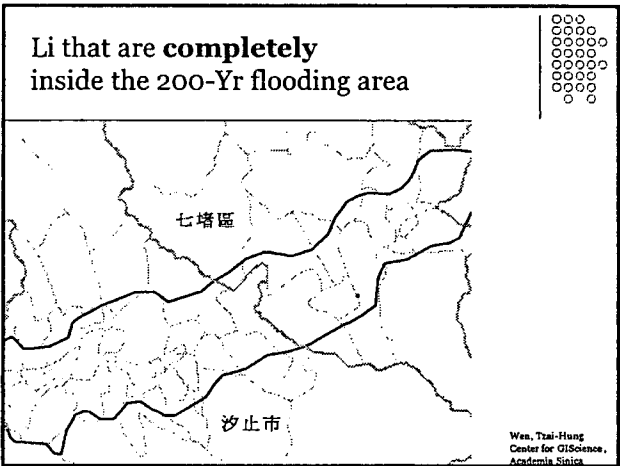 Li that are completely
inside the 200-Yr flooding area
七堵區
汐止市
Wen, Tzai-Hung
Center for GIScience,
Academia Sinica